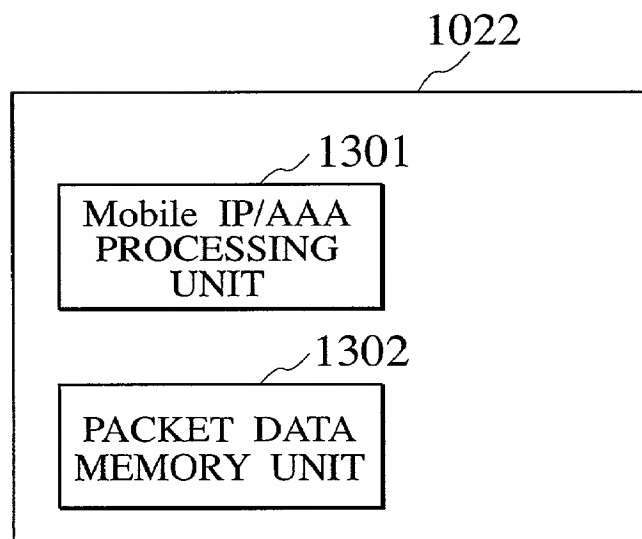 1022
1301
Mobile IP/AAA
PROCESSING
UNIT
1302
PACKET DATA
MEMORY UNIT